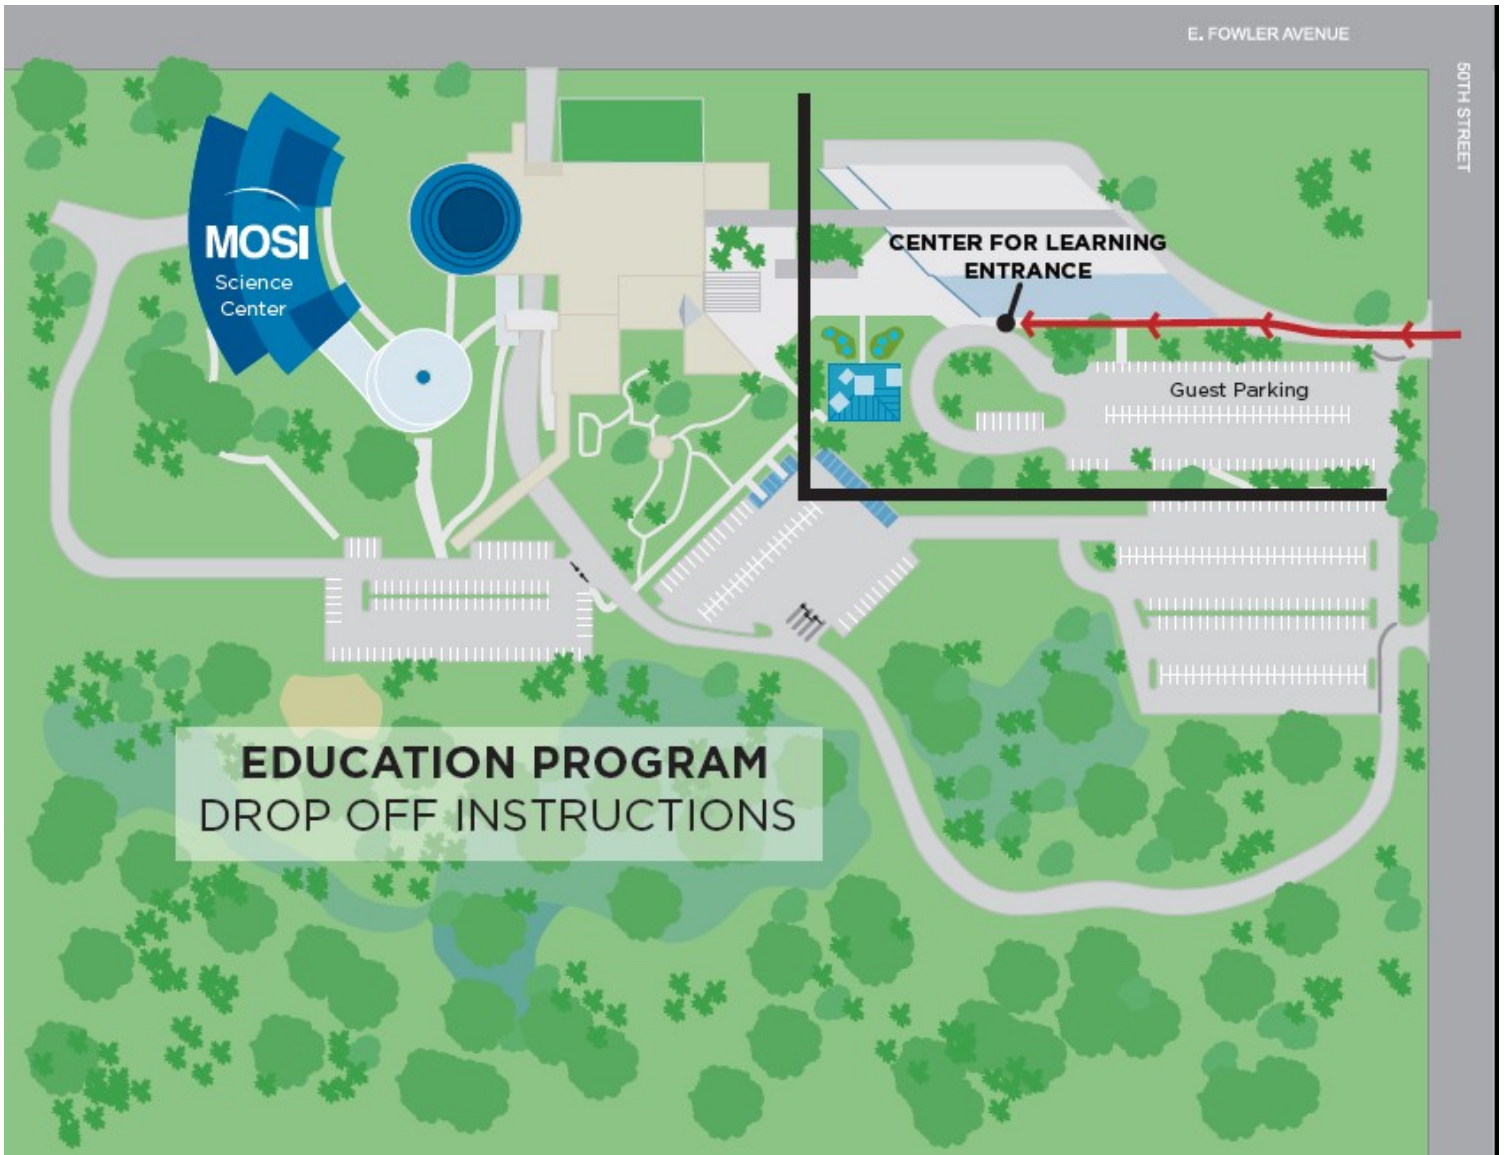 E. FOWLER AVENUE
50TH STREET
MOSI
Science
Center
CENTER FOR LEARNING
ENTRANCE
Guest Parking
EDUCATION PROGRAM
DROP OFF INSTRUCTIONS